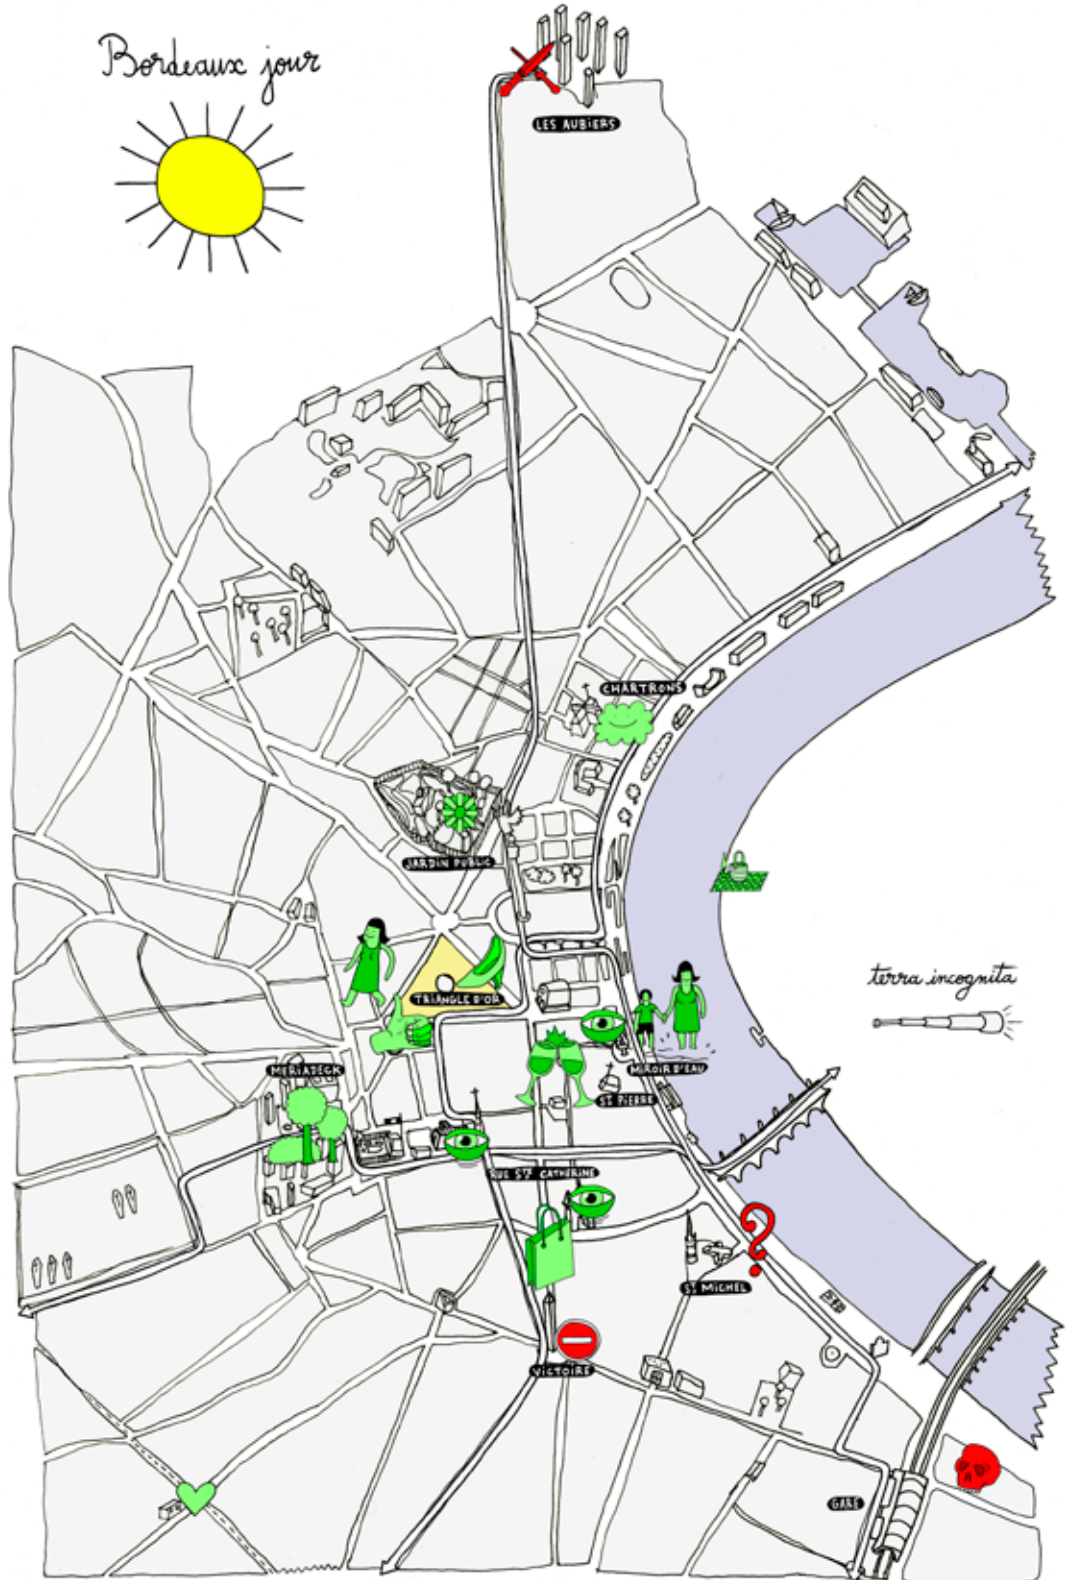 Bordeaux jour
LES AUBIERS
CHARTRONS
JARDIN PUBLIC
terra incognita
TRIANGLE D'OR
MERIADECK
MIROIR D'EAU
ST PIERRE
RUE STE CATHERINE
ST MICHEL
VICTOIRE
GARE